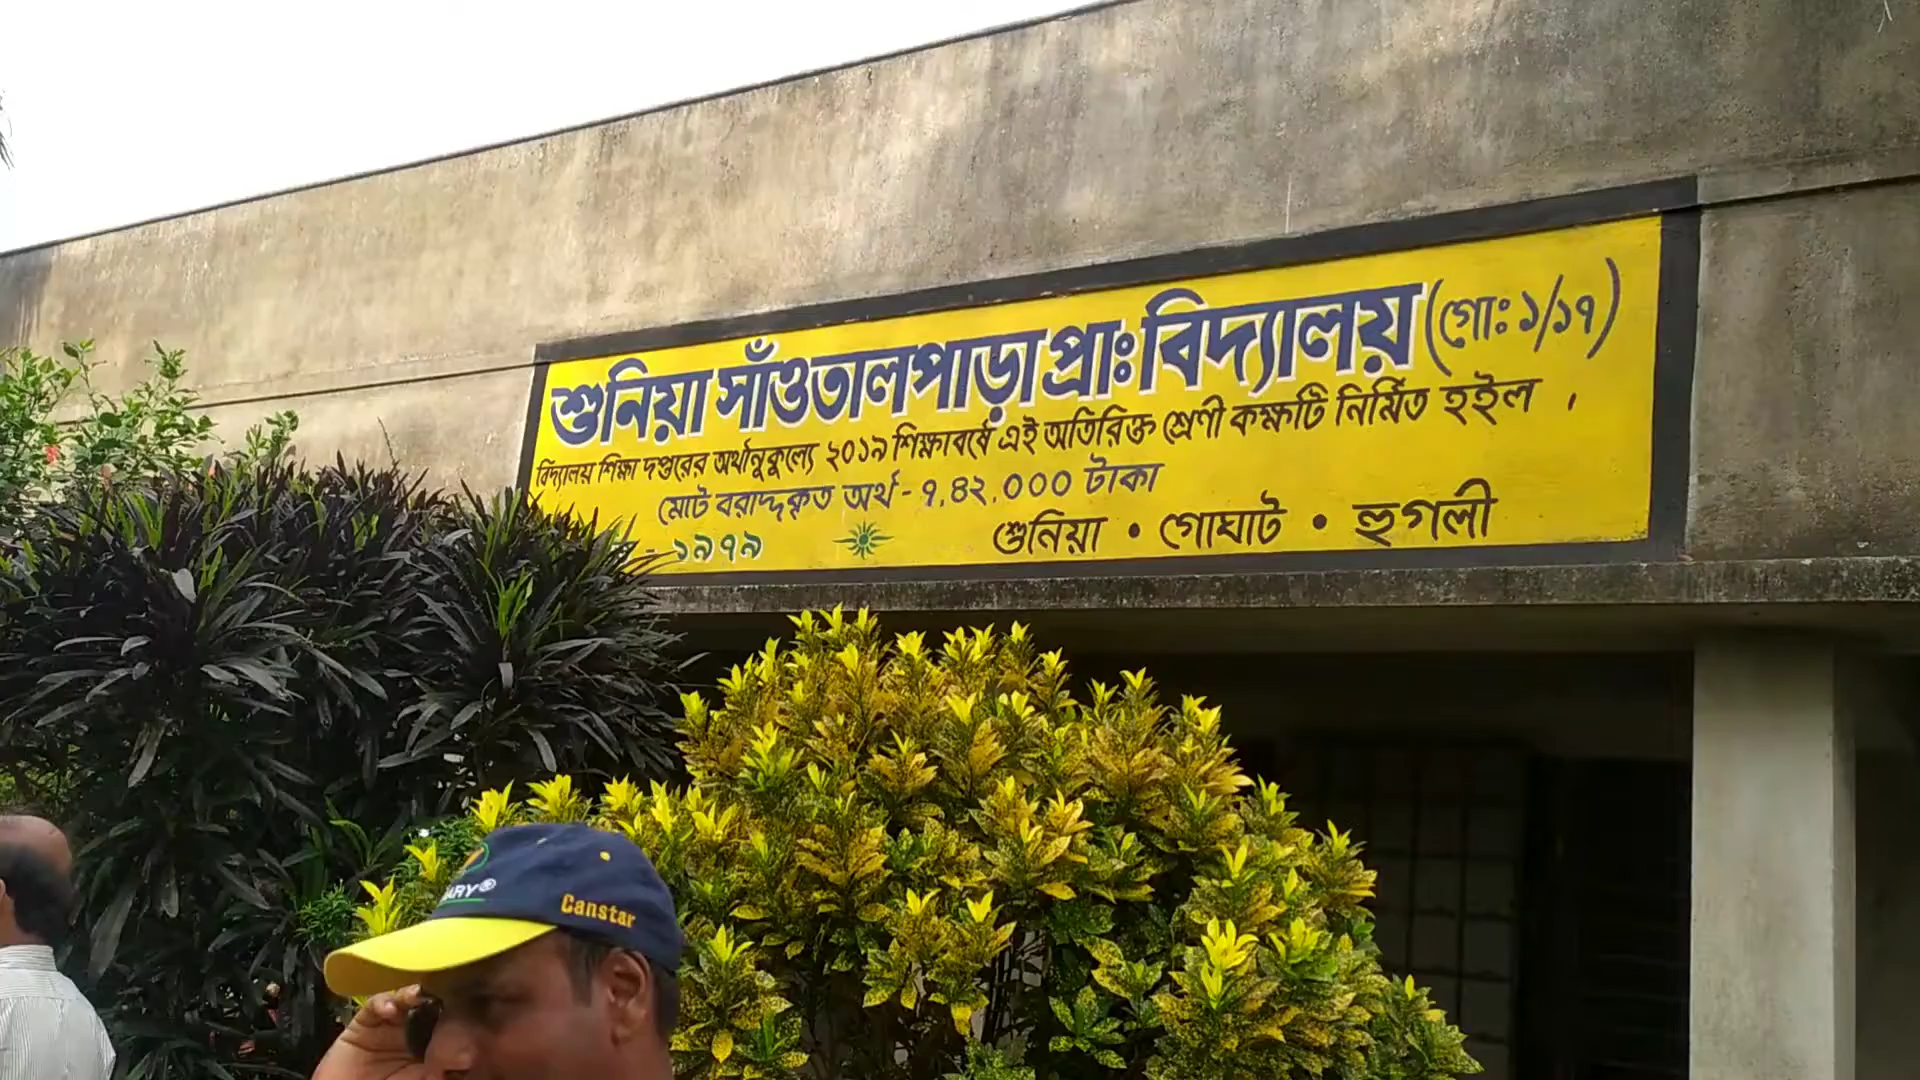 শুনিয়া সাঁওতালপাড়া প্রাঃ বিদ্যালয় (গোঃ ১/১৭)
বিদ্যালয় শিক্ষা দপ্তরের অর্থানুকুল্যে ২০১৯ শিক্ষাবর্ষে এই অতিরিক্ত শ্রেণী কক্ষটি নির্মিত হইল ।
মোট বরাদ্দকৃত অর্থ - ৭,৪২,০০০ টাকা
- ১৯৭৯
শুনিয়া • গোঘাট • হুগলী
ARY®
Canstar